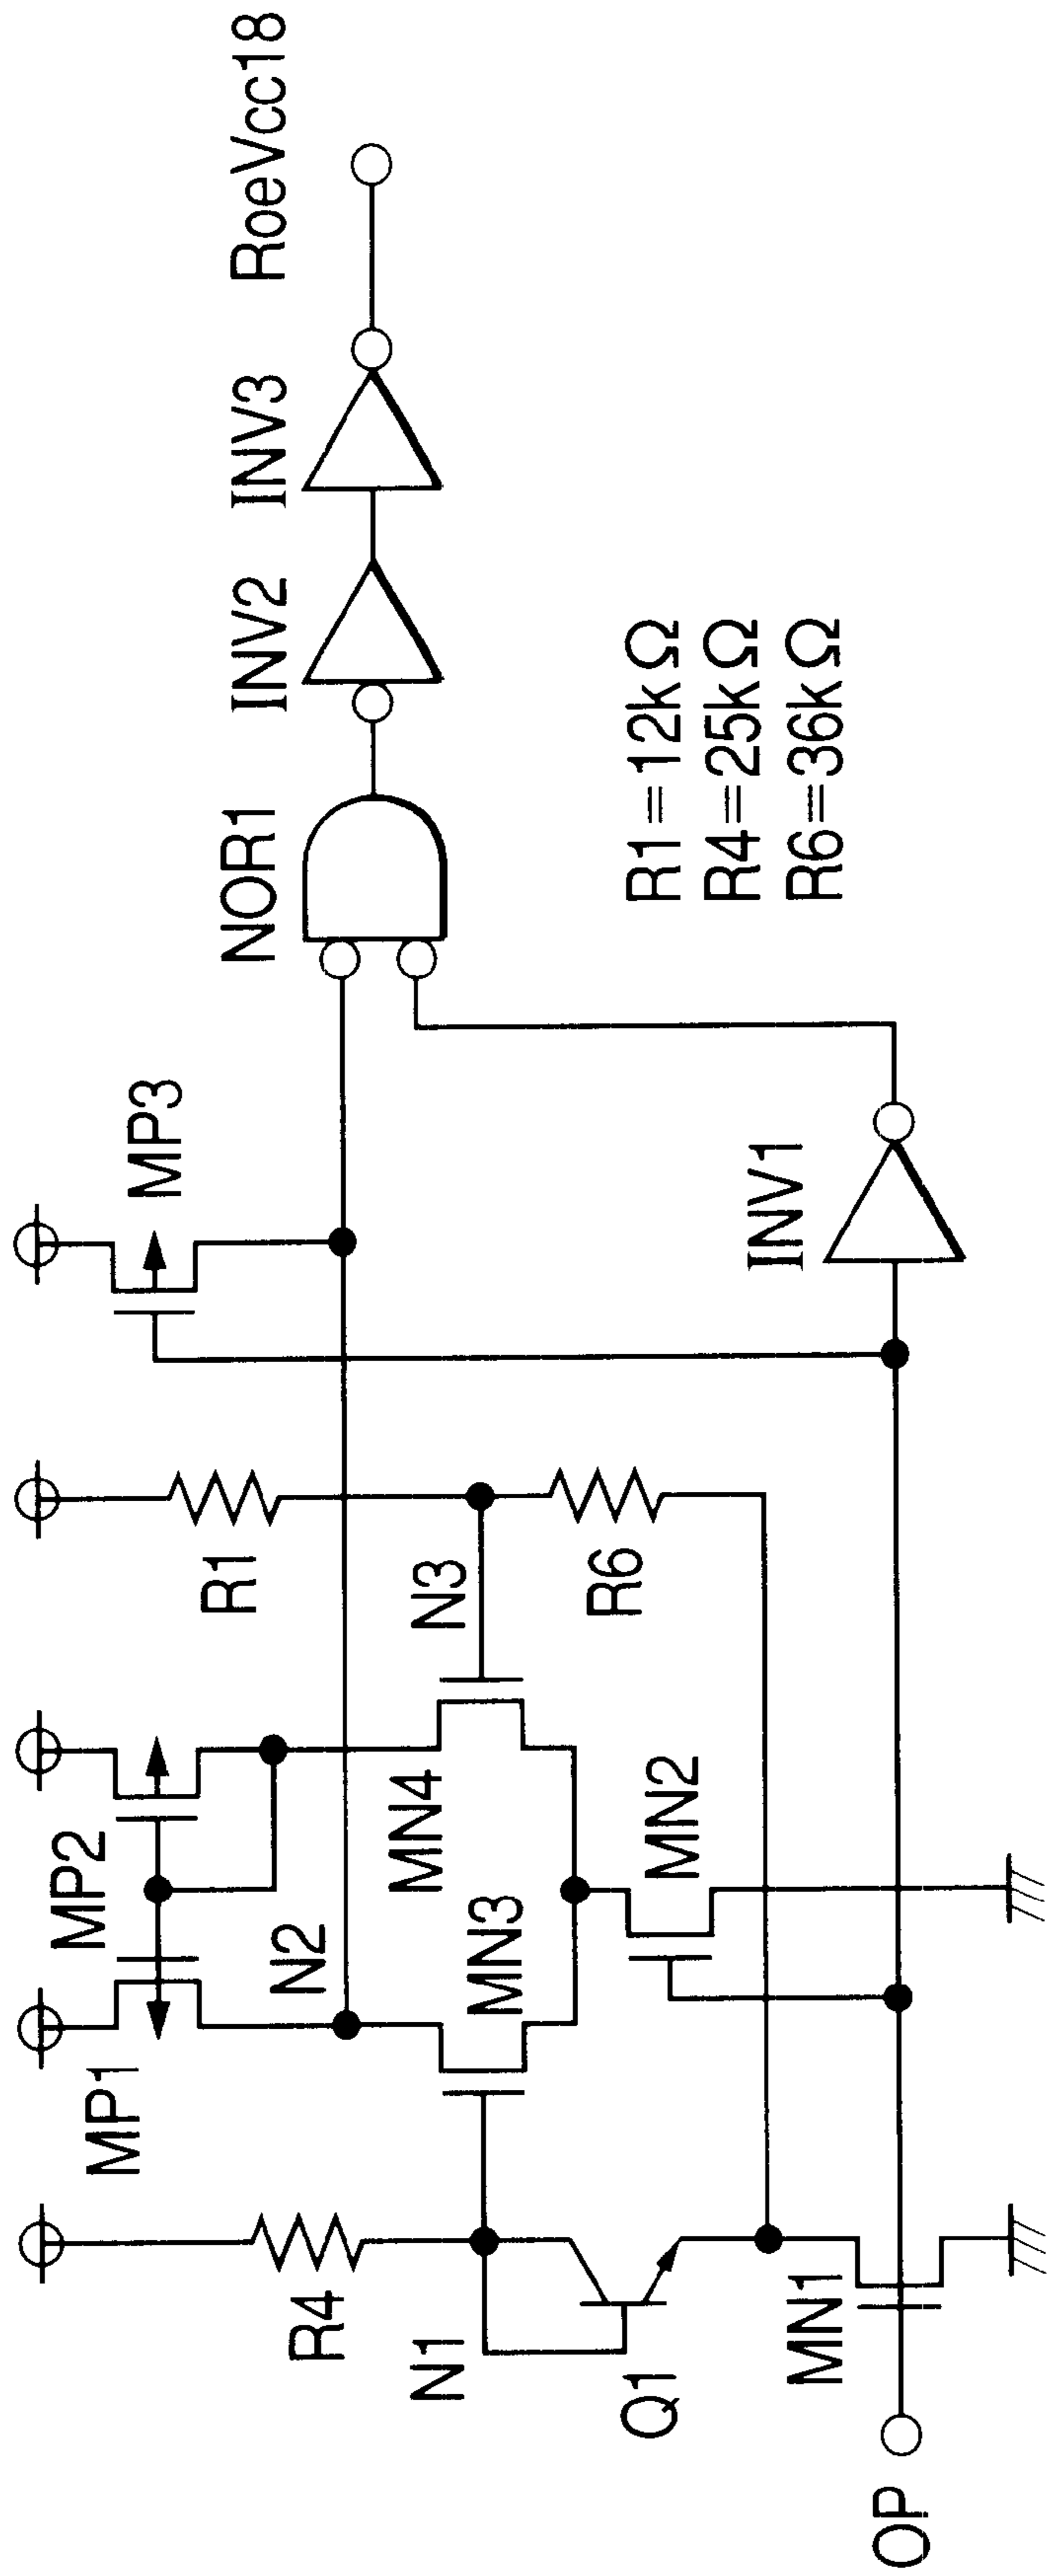 MP1
MP2
MP3
R4
N2
R1
NOR1
INV2
INV3
RoeVcc18
N1
MN3
MN4
N3
Q1
MN2
R6
R1=12kΩ
R4=25kΩ
R6=36kΩ
MN1
INV1
OP